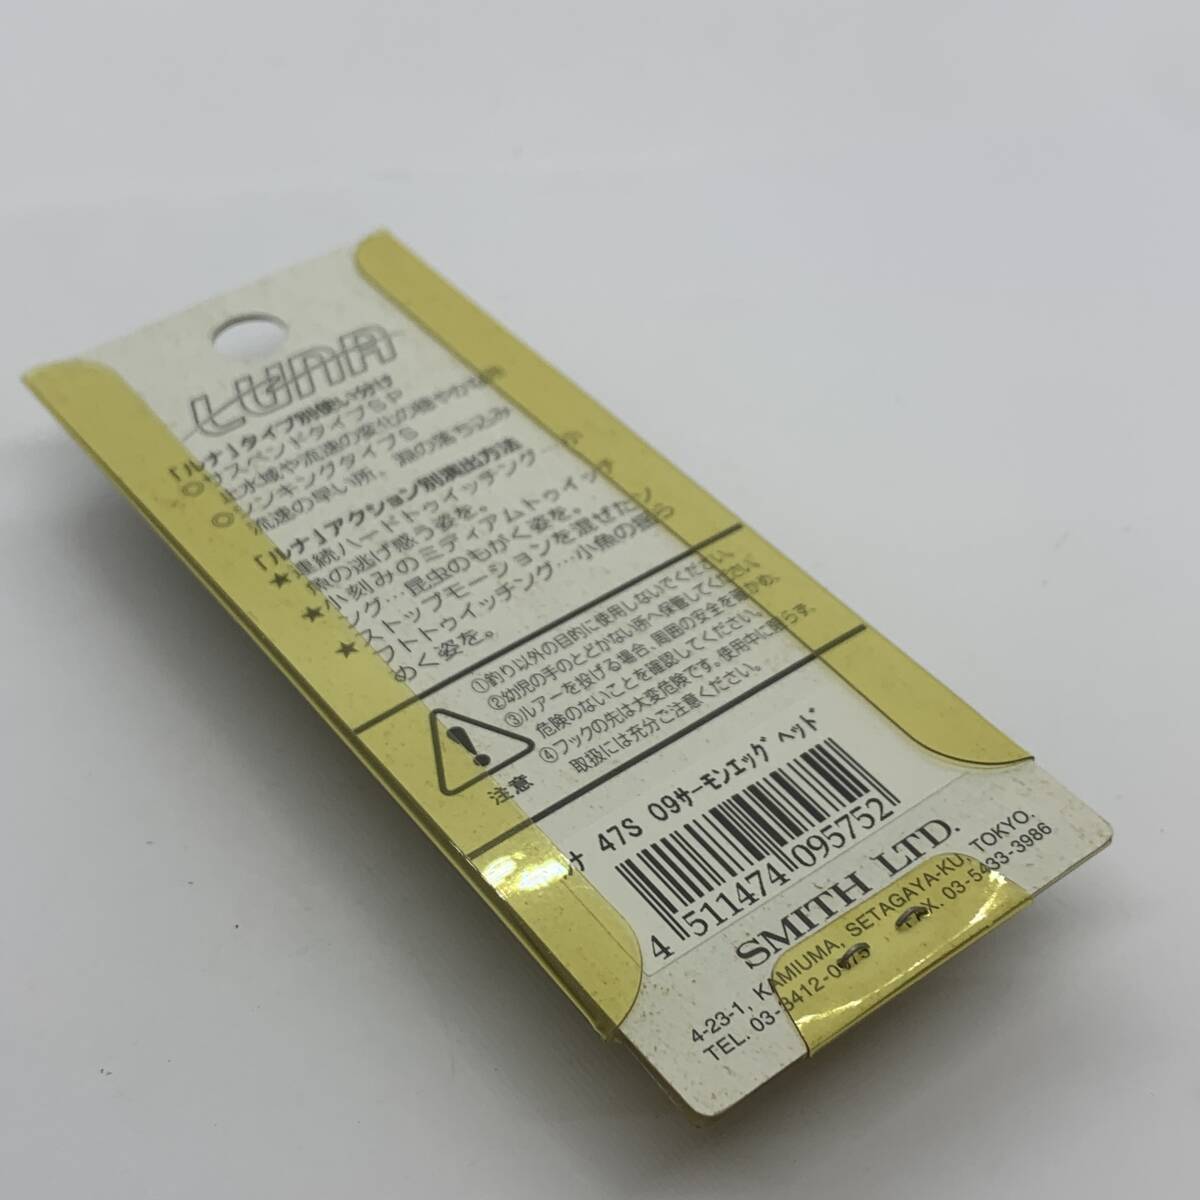 LUNA
「ルナ」タイプ別使い分け
◎サスペンドタイプSP
止水域や流速の変化の穏やかな
◎シンキングタイプS
流速の早い所、淵の落ち込み
「ルナ」アクション別演出方法
★連続ハードトゥイッチング…小
魚の逃げ惑う姿を。
★小刻みのミディアムトゥイッチ
ング…昆虫のもがく姿を。
★ストップモーションを混ぜたソ
フトトゥイッチング…小魚の揺ら
めく姿を。
注意
①釣り以外の目的に使用しないでください。
②幼児の手のとどかない所へ保管してください。
③ルアーを投げる場合、周囲の安全を確かめ、
危険のないことを確認してください。
④フックの先は大変危険です。使用中に限らず、
取扱には充分ご注意ください。
ナ 47S 09サーモンエッグヘッド
4 511474 095752
SMITH LTD.
4-23-1, KAMIUMA, SETAGAYA-KU, TOKYO.
TEL. 03-3412- FAX. 03-5433-3986